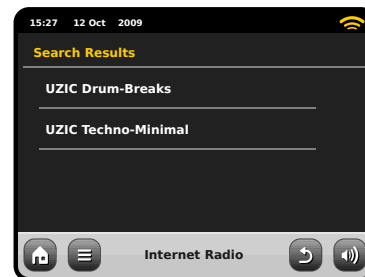 15:27 12 Oct 2009
Search Results
UZIC Drum-Breaks
UZIC Techno-Minimal
Internet Radio